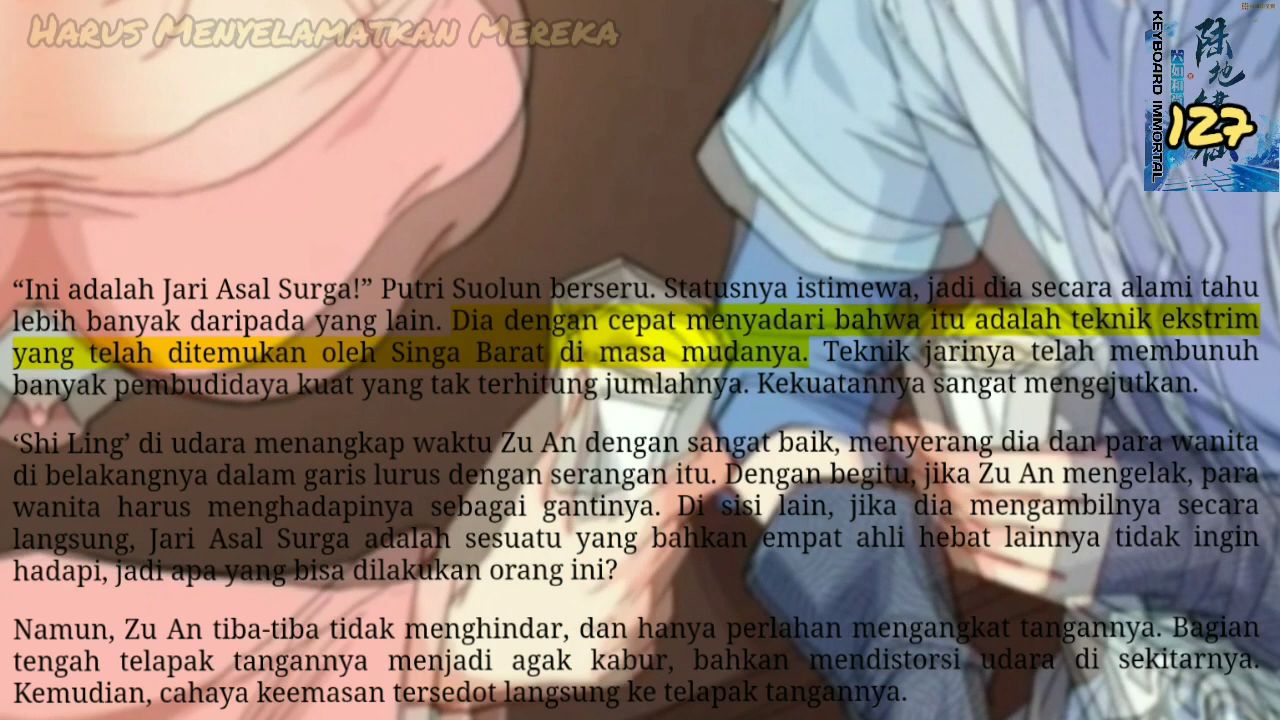 Harus Menyelamatkan Mereka
KEYBOARD IMMORTAL
127
“Ini adalah Jari Asal Surga!” Putri Suolun berseru. Statusnya istimewa, jadi dia secara alami tahu
lebih banyak daripada yang lain. Dia dengan cepat menyadari bahwa itu adalah teknik ekstrim
yang telah ditemukan oleh Singa Barat di masa mudanya. Teknik jarinya telah membunuh
banyak pembudidaya kuat yang tak terhitung jumlahnya. Kekuatannya sangat mengejutkan.
‘Shi Ling’ di udara menangkap waktu Zu An dengan sangat baik, menyerang dia dan para wanita
di belakangnya dalam garis lurus dengan serangan itu. Dengan begitu, jika Zu An mengelak, para
wanita harus menghadapinya sebagai gantinya. Di sisi lain, jika dia mengambilnya secara
langsung, Jari Asal Surga adalah sesuatu yang bahkan empat ahli hebat lainnya tidak ingin
hadapi, jadi apa yang bisa dilakukan orang ini?
Namun, Zu An tiba-tiba tidak menghindar, dan hanya perlahan mengangkat tangannya. Bagian
tengah telapak tangannya menjadi agak kabur, bahkan mendistorsi udara di sekitarnya.
Kemudian, cahaya keemasan tersedot langsung ke telapak tangannya.